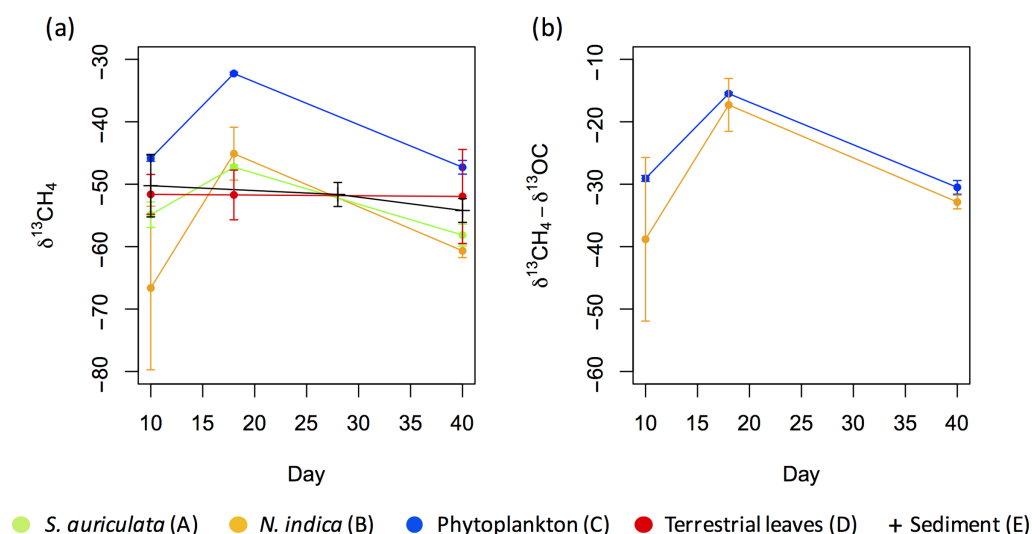 (a)
(b)
−30
−40
−50
−60
−70
−80
δ¹³CH₄
10 15 20 25 30 35 40
Day
−10
−20
−30
−40
−50
−60
δ¹³CH₄ − δ¹³OC
10 15 20 25 30 35 40
Day
S. auriculata (A) N. indica (B) Phytoplankton (C) Terrestrial leaves (D) + Sediment (E)